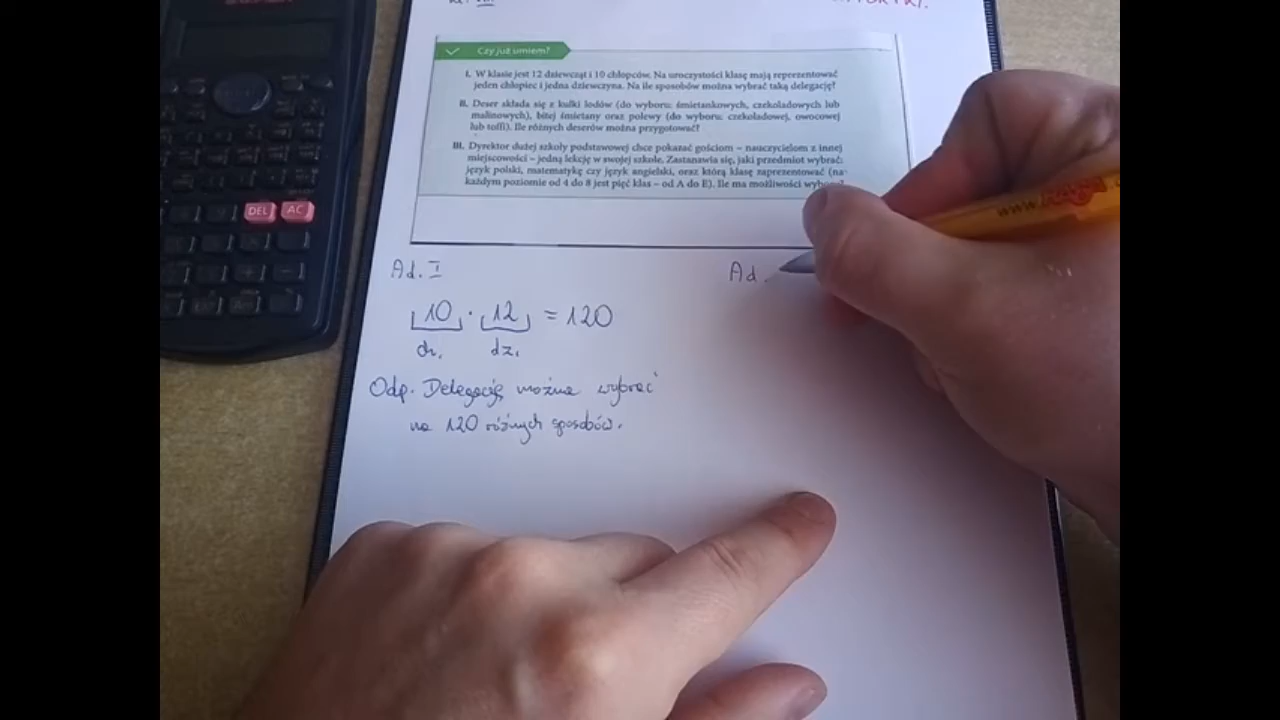 Czy już umiem?
I. W klasie jest 12 dziewcząt i 10 chłopców. Na uroczystości klasę mają reprezentować
jeden chłopiec i jedna dziewczyna. Na ile sposobów można wybrać taką delegację?
II. Deser składa się z kulki lodów (do wyboru: śmietankowych, czekoladowych lub
malinowych), bitej śmietany oraz polewy (do wyboru: czekoladowej, owocowej
lub toffi). Ile różnych deserów można przygotować?
III. Dyrektor dużej szkoły podstawowej chce pokazać gościom – nauczycielom z innej
miejscowości – jedną lekcję w swojej szkole. Zastanawia się, jaki przedmiot wybrać:
język polski, matematykę czy język angielski, oraz którą klasę zaprezentować (na
każdym poziomie od 4 do 8 jest pięć klas – od A do E). Ile ma możliwości wyboru?
DEL AC
Ad. I
Ad.
10 · 12 = 120
ch. dz.
Odp. Delegację można wybrać
na 120 różnych sposobów.
www.